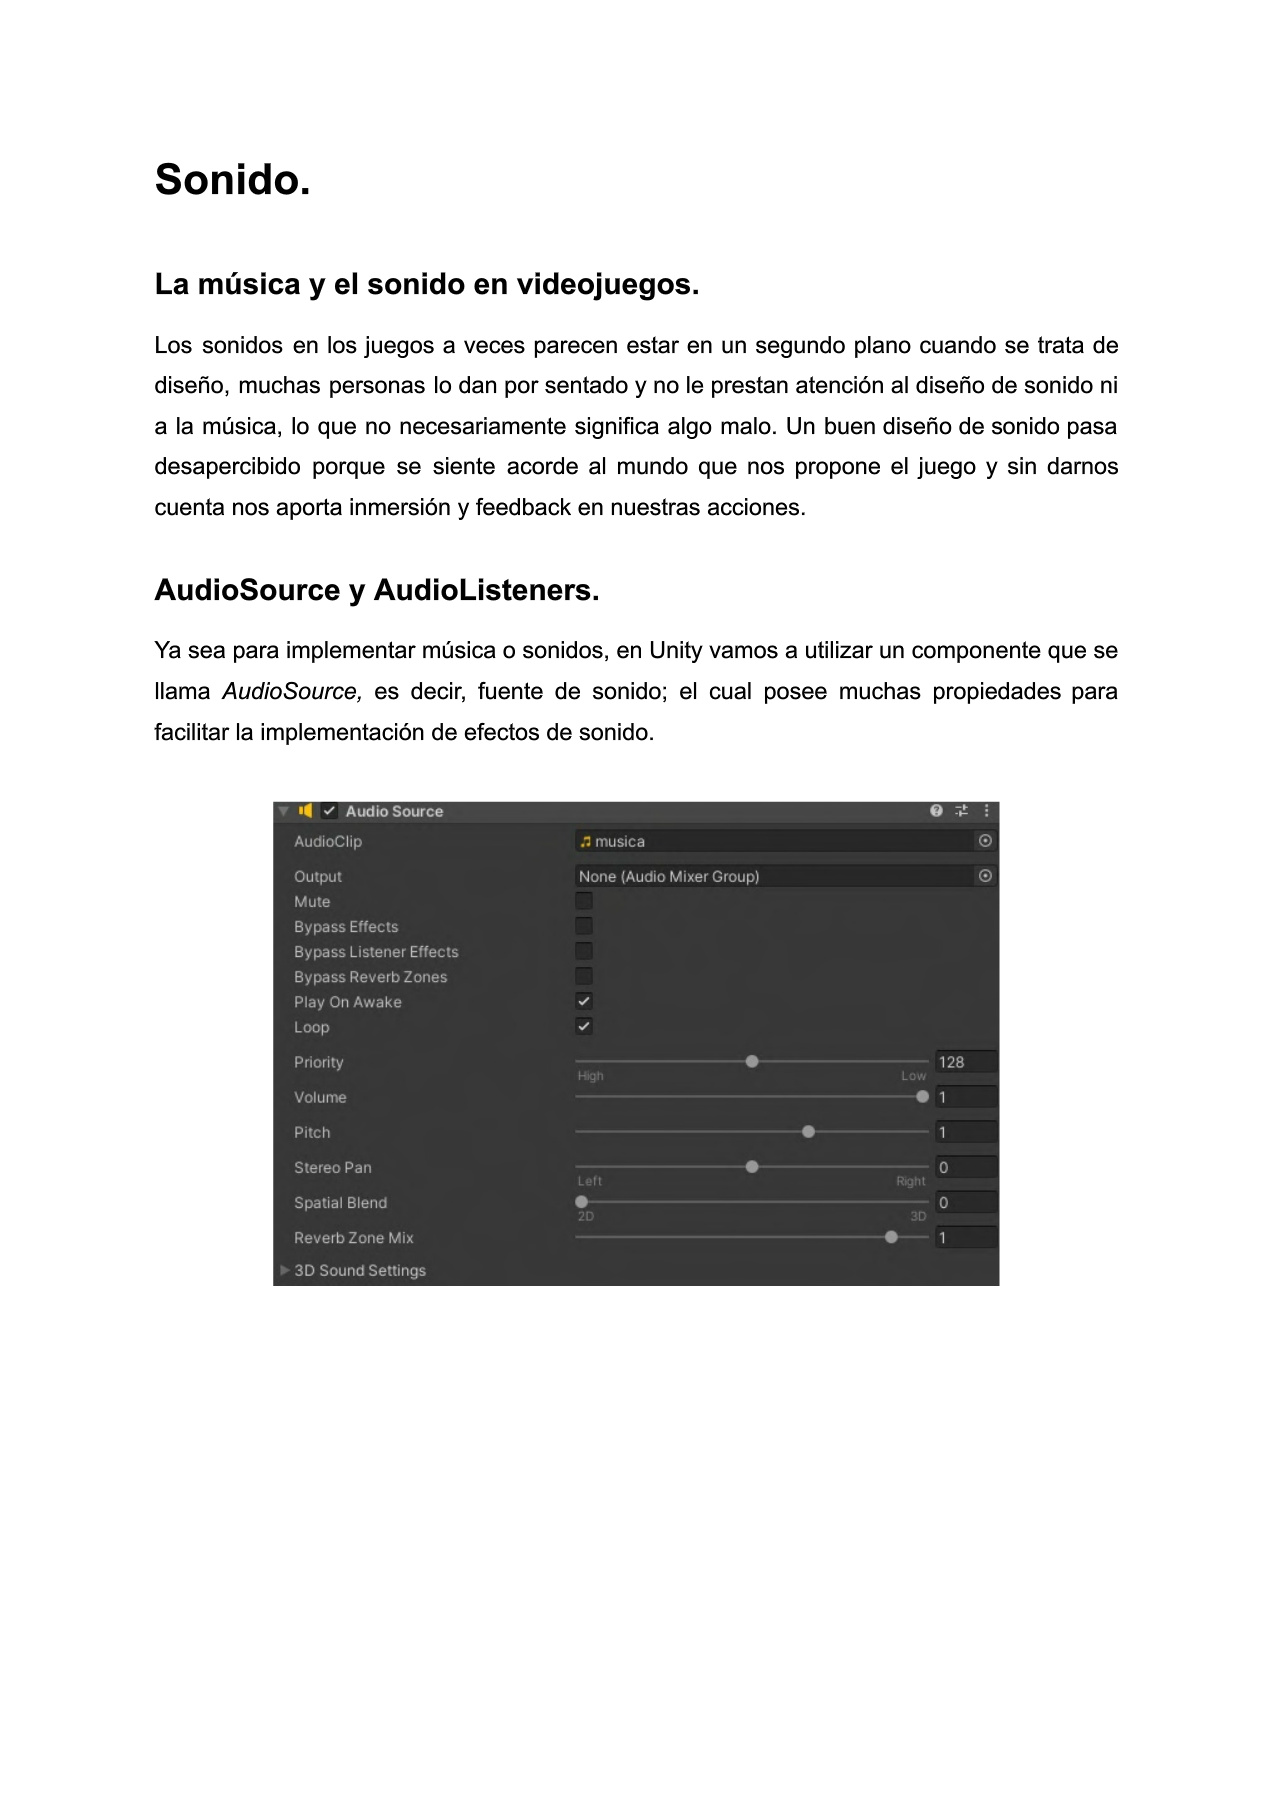 Sonido.
La música y el sonido en videojuegos.
Los sonidos en los juegos a veces parecen estar en un segundo plano cuando se trata de
diseño, muchas personas lo dan por sentado y no le prestan atención al diseño de sonido ni
a la música, lo que no necesariamente significa algo malo. Un buen diseño de sonido pasa
desapercibido porque se siente acorde al mundo que nos propone el juego y sin darnos
cuenta nos aporta inmersión y feedback en nuestras acciones.
AudioSource y AudioListeners.
Ya sea para implementar música o sonidos, en Unity vamos a utilizar un componente que se
llama AudioSource, es decir, fuente de sonido; el cual posee muchas propiedades para
facilitar la implementación de efectos de sonido.
Audio Source
AudioClip musica
Output None (Audio Mixer Group)
Mute
Bypass Effects
Bypass Listener Effects
Bypass Reverb Zones
Play On Awake
Loop
Priority 128
High Low
Volume 1
Pitch 1
Stereo Pan 0
Left Right
Spatial Blend 0
2D 3D
Reverb Zone Mix 1
3D Sound Settings